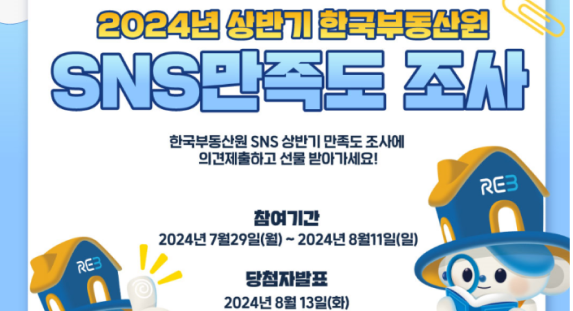 2024년 상반기 한국부동산원
SNS만족도 조사
한국부동산원 SNS 상반기 만족도 조사에
의견제출하고 선물 받아가세요!
참여기간
2024년 7월29일(월) ~ 2024년 8월11일(일)
당첨자발표
2024년 8월 13일(화)
REB
REB